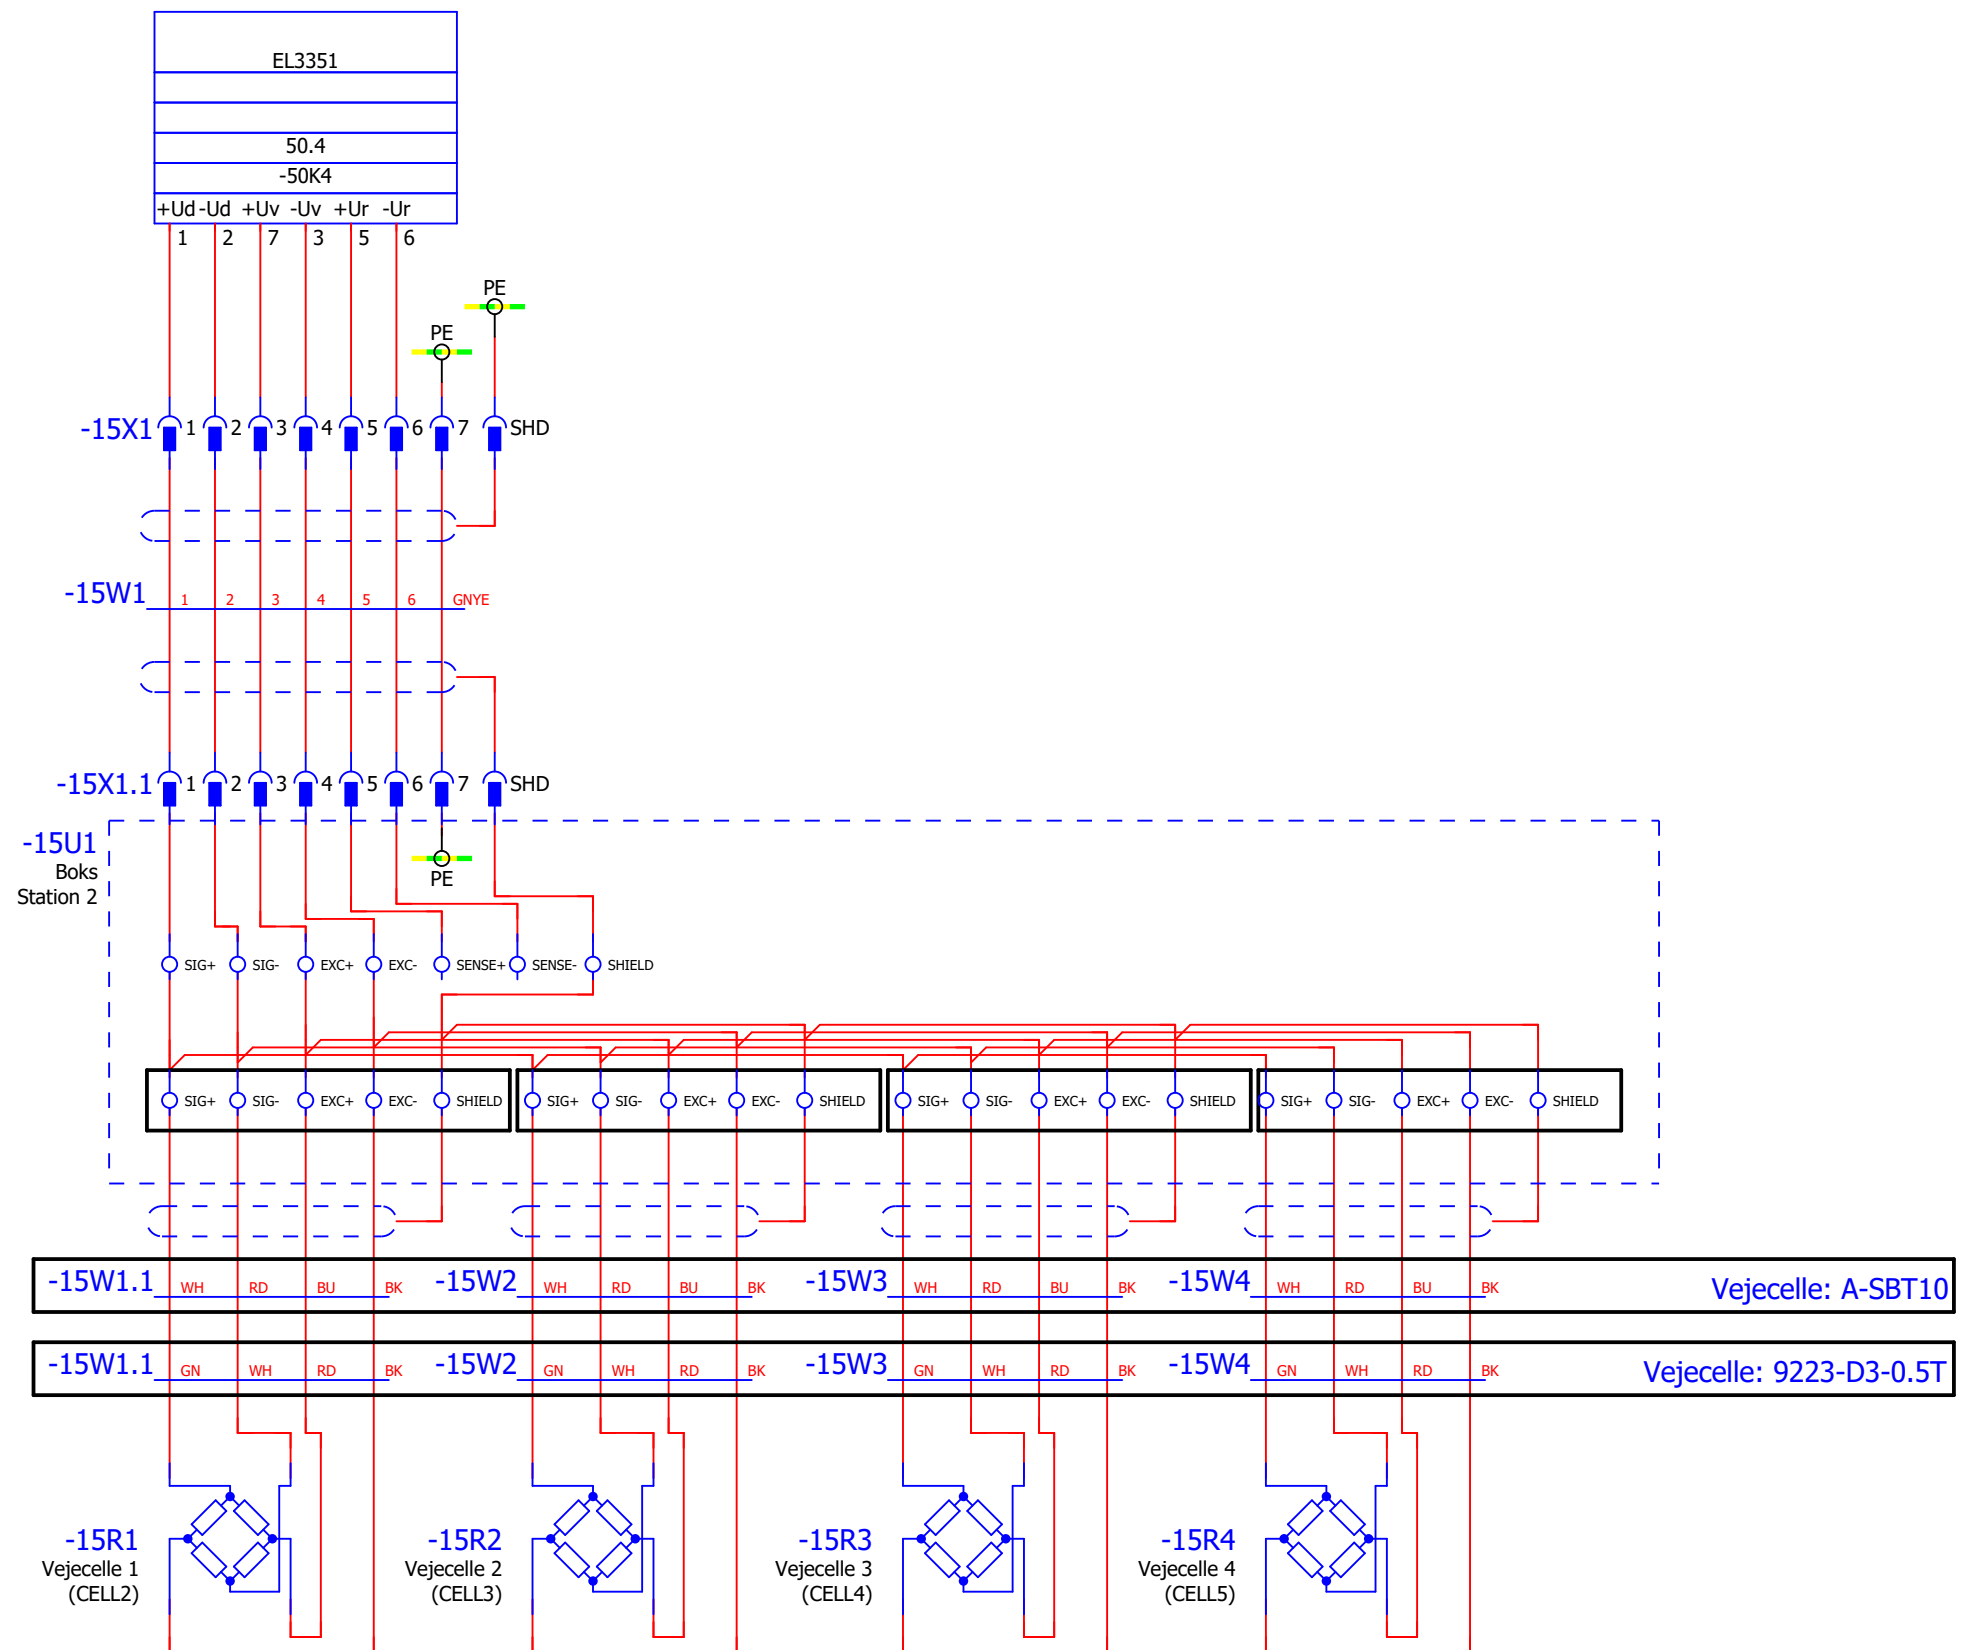 EL3351
50.4
-50K4
+Ud -Ud +Uv -Uv +Ur -Ur
1 2 7 3 5 6
PE
PE
-15X1 1 2 3 4 5 6 7 SHD
-15W1 1 2 3 4 5 6 GNYE
-15X1.1 1 2 3 4 5 6 7 SHD
-15U1
Boks
Station 2
PE
SIG+ SIG- EXC+ EXC- SENSE+ SENSE- SHIELD
SIG+ SIG- EXC+ EXC- SHIELD SIG+ SIG- EXC+ EXC- SHIELD SIG+ SIG- EXC+ EXC- SHIELD SIG+ SIG- EXC+ EXC- SHIELD
-15W1.1 WH RD BU BK -15W2 WH RD BU BK -15W3 WH RD BU BK -15W4 WH RD BU BK Vejecelle: A-SBT10
-15W1.1 GN WH RD BK -15W2 GN WH RD BK -15W3 GN WH RD BK -15W4 GN WH RD BK Vejecelle: 9223-D3-0.5T
-15R1
Vejecelle 1
(CELL2)
-15R2
Vejecelle 2
(CELL3)
-15R3
Vejecelle 3
(CELL4)
-15R4
Vejecelle 4
(CELL5)